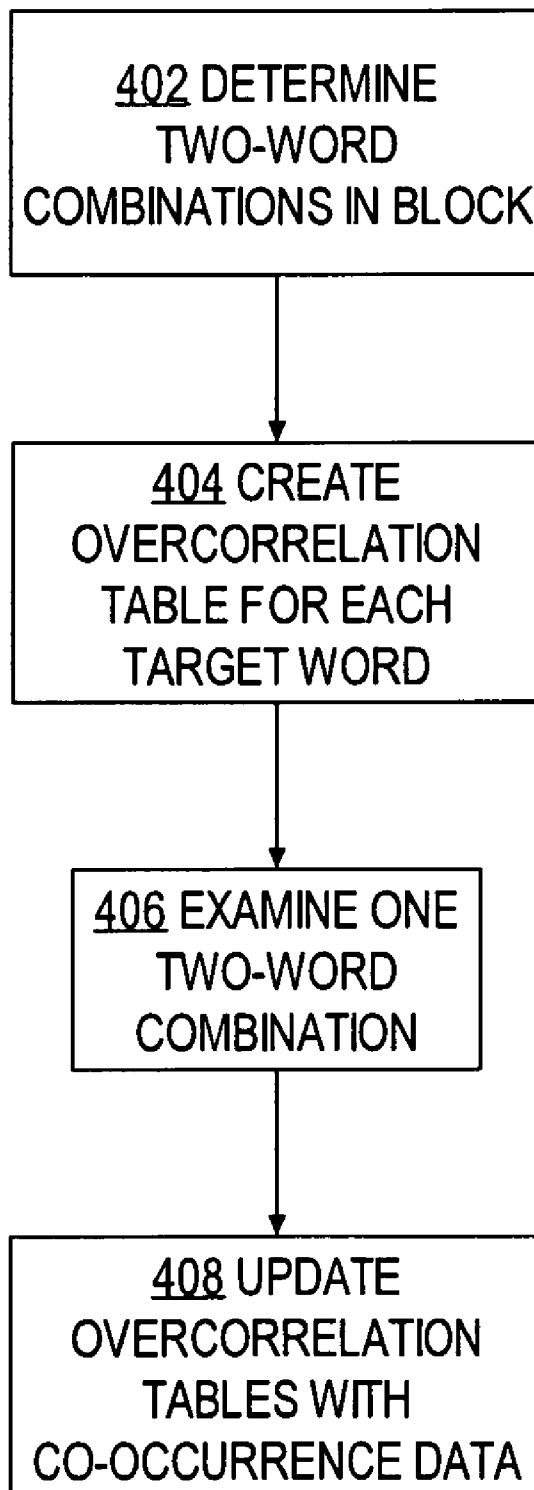 402 DETERMINE
TWO-WORD
COMBINATIONS IN BLOCK
404 CREATE
OVERCORRELATION
TABLE FOR EACH
TARGET WORD
406 EXAMINE ONE
TWO-WORD
COMBINATION
408 UPDATE
OVERCORRELATION
TABLES WITH
CO-OCCURRENCE DATA